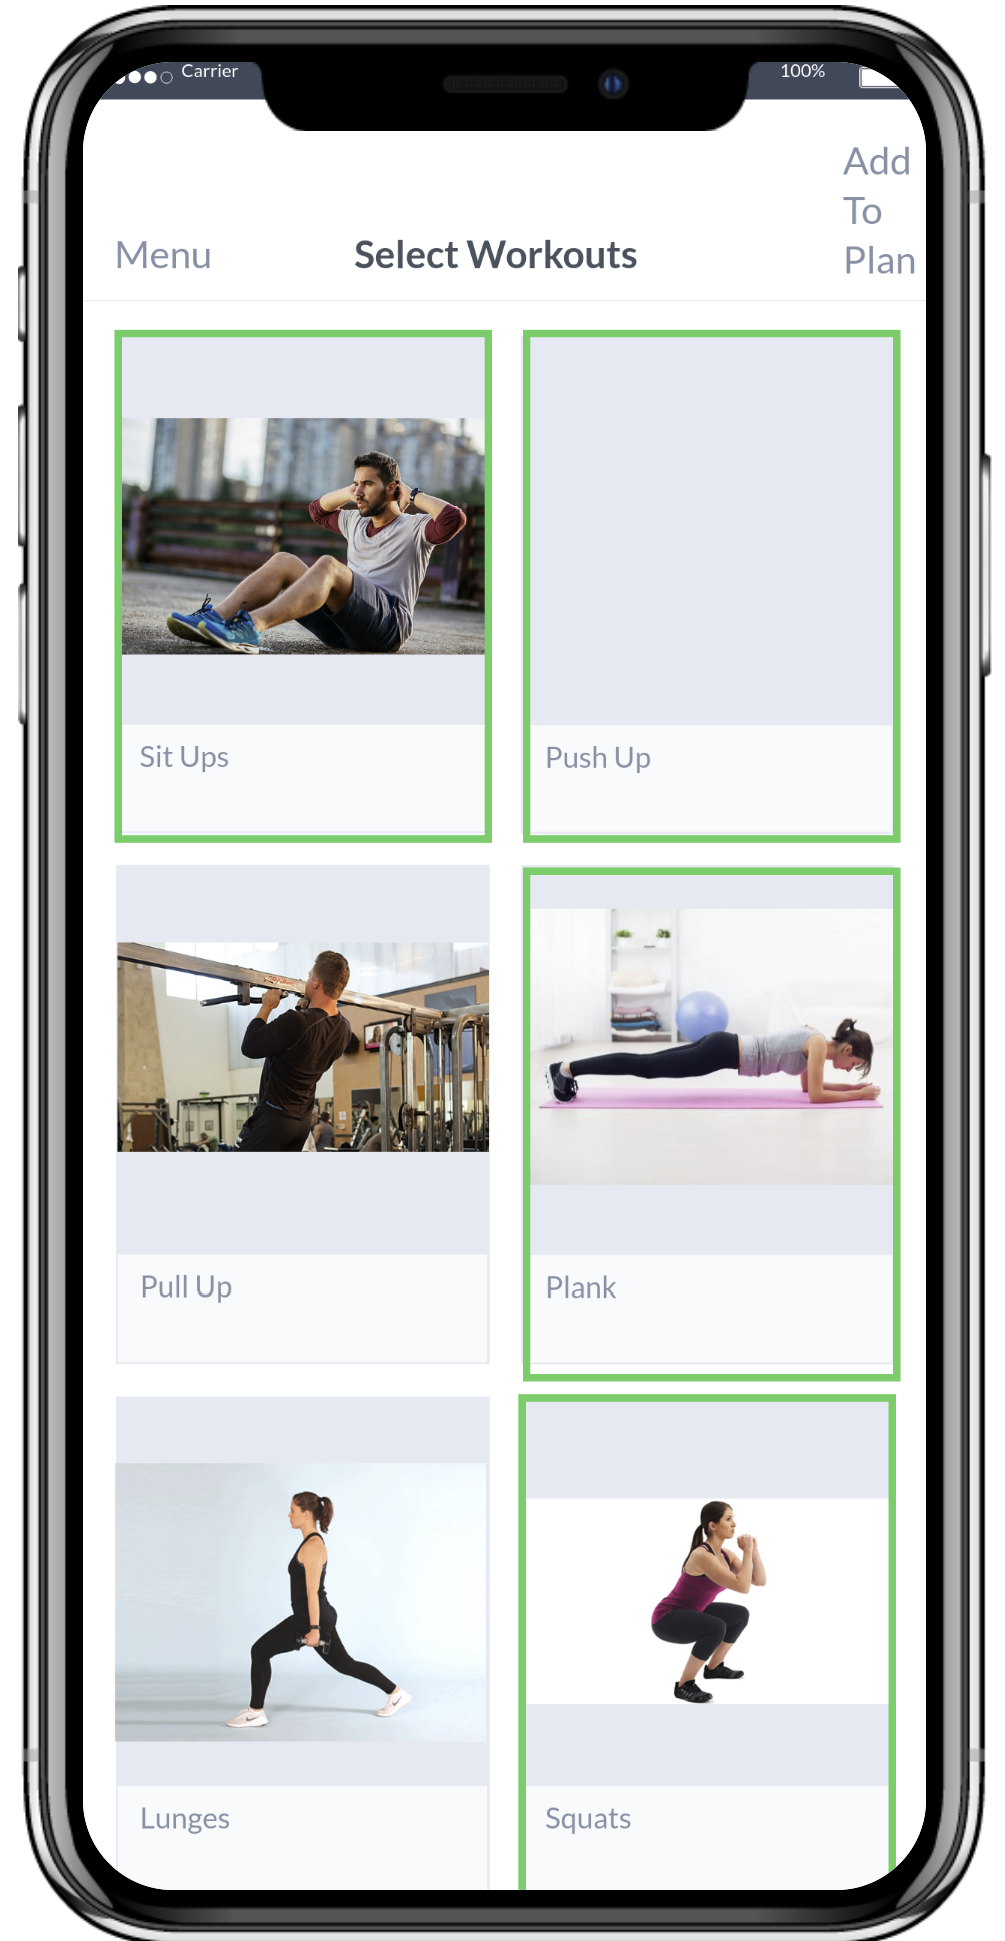 Carrier
100%
Add
To
Plan
Menu
Select Workouts
Sit Ups
Push Up
Pull Up
Plank
Lunges
Squats